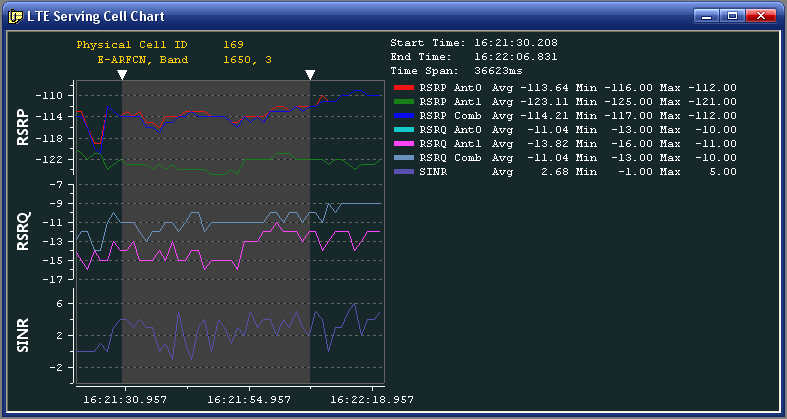 LTE Serving Cell Chart
Physical Cell ID 169
E-ARFCN, Band 1650, 3
Start Time: 16:21:30.208
End Time: 16:22:06.831
Time Span: 36623ms
RSRP Ant0 Avg -113.64 Min -116.00 Max -112.00
RSRP Ant1 Avg -123.11 Min -125.00 Max -121.00
RSRP Comb Avg -114.21 Min -117.00 Max -112.00
RSRQ Ant0 Avg -11.04 Min -13.00 Max -10.00
RSRQ Ant1 Avg -13.82 Min -16.00 Max -11.00
RSRQ Comb Avg -11.04 Min -13.00 Max -10.00
SINR Avg 2.68 Min -1.00 Max 5.00
RSRP
-110
-114
-118
-122
RSRQ
-7
-9
-11
-13
-15
-17
SINR
6
2
-2
16:21:30.957
16:21:54.957
16:22:18.957